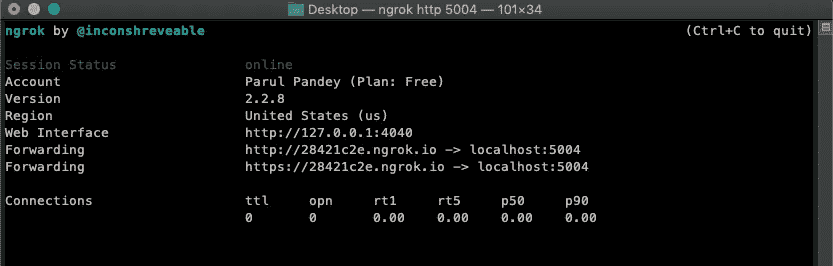 Desktop — ngrok http 5004 — 101×34
ngrok by @inconshreveable (Ctrl+C to quit)
Session Status online
Account Parul Pandey (Plan: Free)
Version 2.2.8
Region United States (us)
Web Interface http://127.0.0.1:4040
Forwarding http://28421c2e.ngrok.io -> localhost:5004
Forwarding https://28421c2e.ngrok.io -> localhost:5004
Connections ttl opn rt1 rt5 p50 p90
0 0 0.00 0.00 0.00 0.00